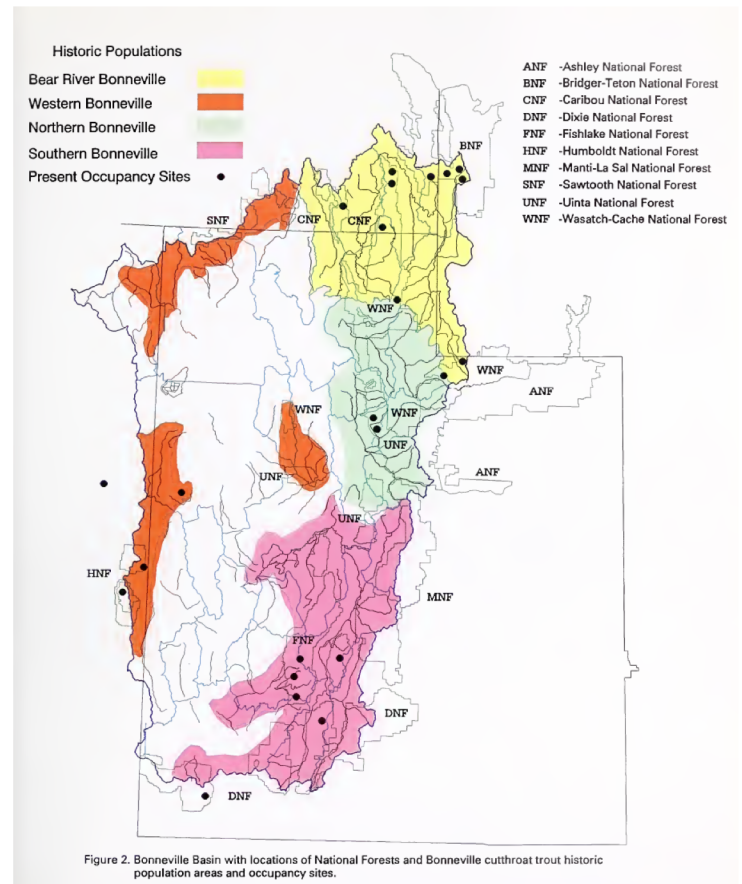 Historic Populations
Bear River Bonneville
Western Bonneville
Northern Bonneville
Southern Bonneville
Present Occupancy Sites
ANF -Ashley National Forest
BNF -Bridger-Teton National Forest
CNF -Caribou National Forest
DNF -Dixie National Forest
FNF -Fishlake National Forest
HNF -Humboldt National Forest
MNF -Manti-La Sal National Forest
SNF -Sawtooth National Forest
UNF -Uinta National Forest
WNF -Wasatch-Cache National Forest
BNF
SNF
CNF
CNF
WNF
WNF
ANF
WNF
WNF
UNF
UNF
ANF
UNF
HNF
MNF
FNF
DNF
DNF
Figure 2. Bonneville Basin with locations of National Forests and Bonneville cutthroat trout historic
population areas and occupancy sites.